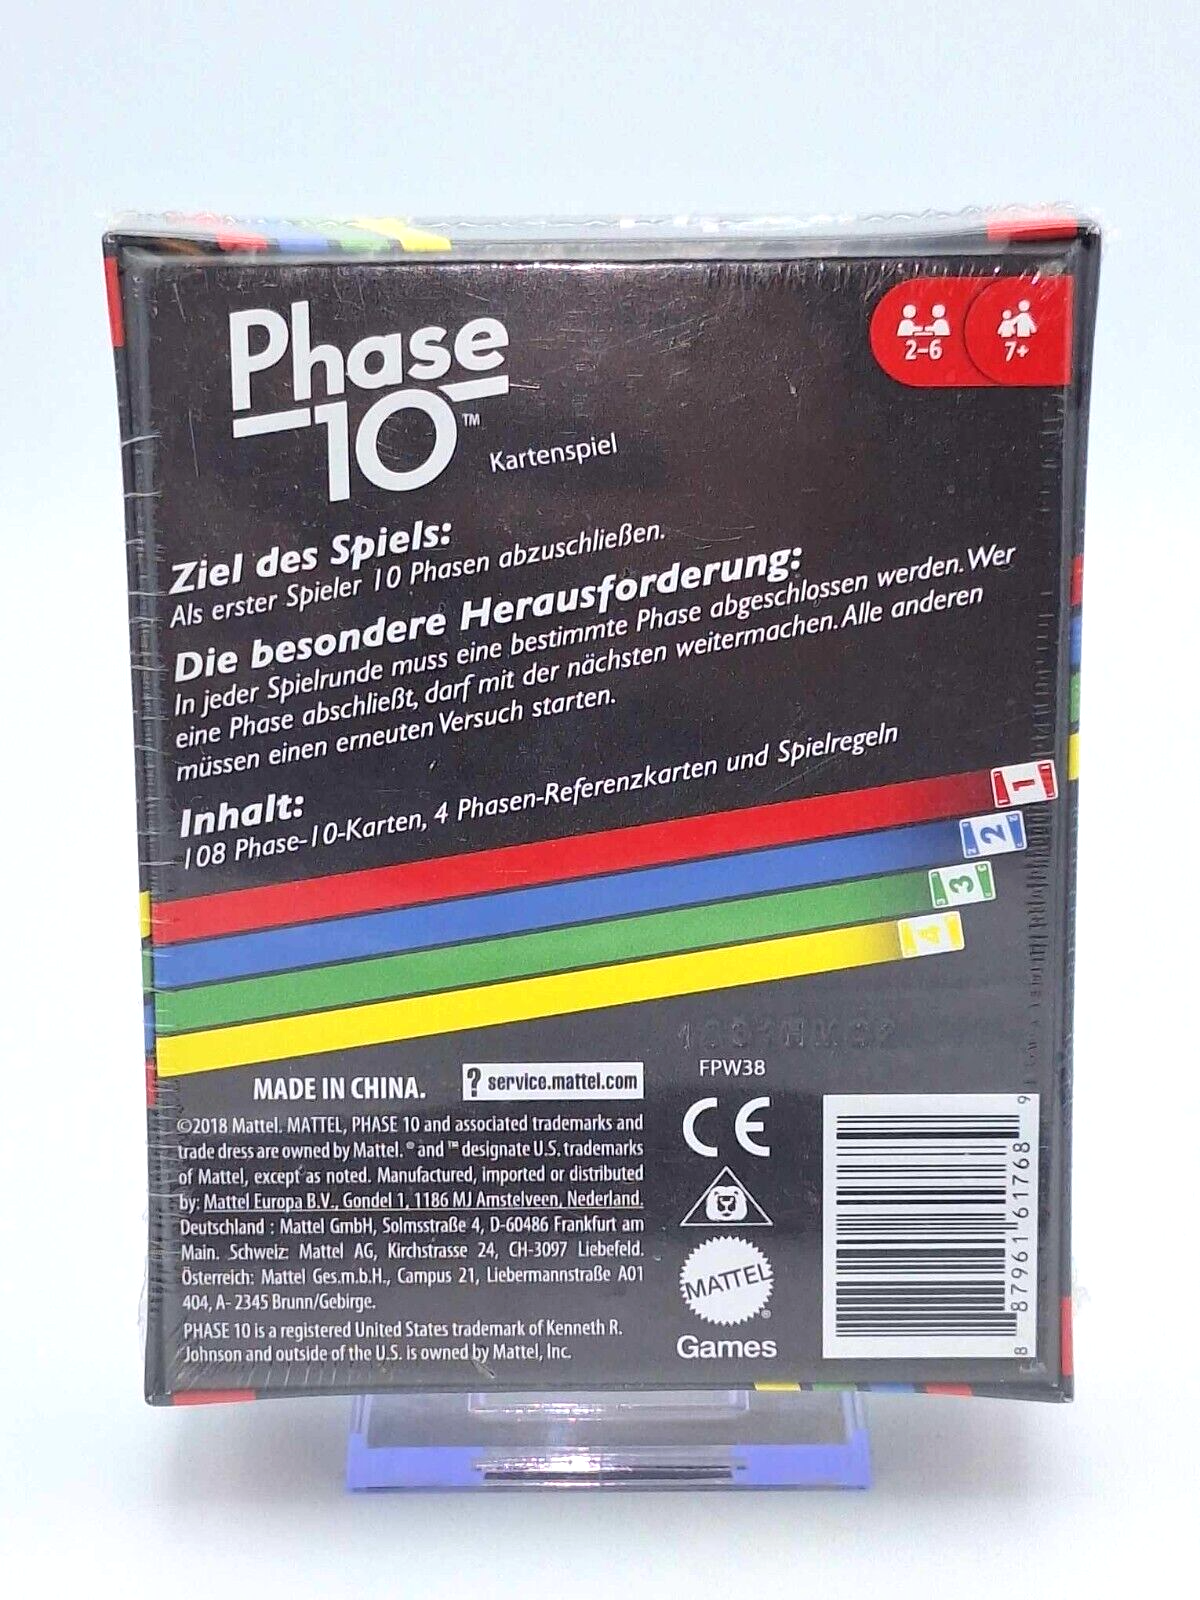 Phase
10™
Kartenspiel
2-6
7+
Ziel des Spiels:
Als erster Spieler 10 Phasen abzuschließen.
Die besondere Herausforderung:
In jeder Spielrunde muss eine bestimmte Phase abgeschlossen werden. Wer
eine Phase abschließt, darf mit der nächsten weitermachen. Alle anderen
müssen einen erneuten Versuch starten.
Inhalt:
108 Phase-10-Karten, 4 Phasen-Referenzkarten und Spielregeln
1
2
3
4
MADE IN CHINA.
? service.mattel.com
FPW38
©2018 Mattel. MATTEL, PHASE 10 and associated trademarks and
trade dress are owned by Mattel. ® and ™ designate U.S. trademarks
of Mattel, except as noted. Manufactured, imported or distributed
by: Mattel Europa B.V., Gondel 1, 1186 MJ Amstelveen, Nederland.
Deutschland : Mattel GmbH, Solmsstraße 4, D-60486 Frankfurt am
Main. Schweiz: Mattel AG, Kirchstrasse 24, CH-3097 Liebefeld.
Österreich: Mattel Ges.m.b.H., Campus 21, Liebermannstraße A01
404, A- 2345 Brunn/Gebirge.
PHASE 10 is a registered United States trademark of Kenneth R.
Johnson and outside of the U.S. is owned by Mattel, Inc.
CE
MATTEL®
Games
8 87961 61768 9